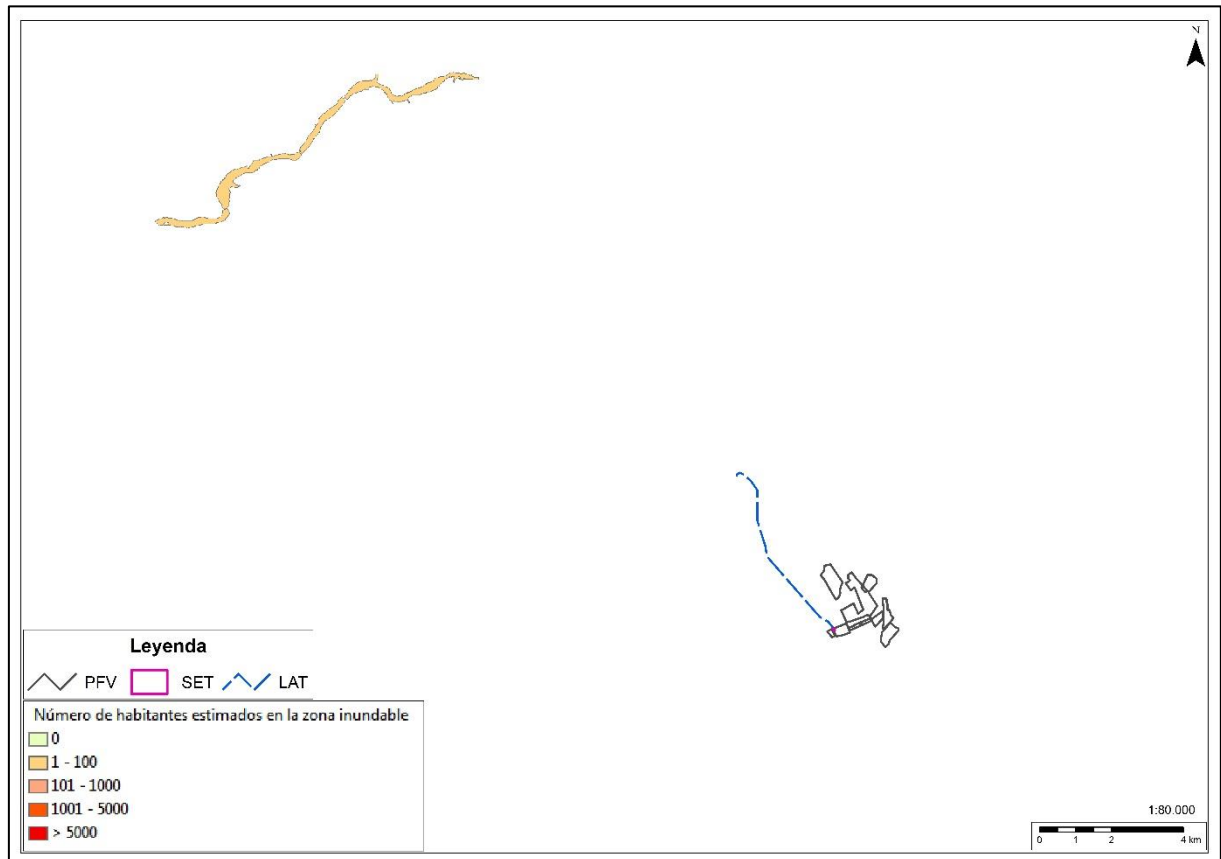 N
Leyenda
PFV SET LAT
Número de habitantes estimados en la zona inundable
0
1 - 100
101 - 1000
1001 - 5000
> 5000
1:80.000
0 1 2 4 km